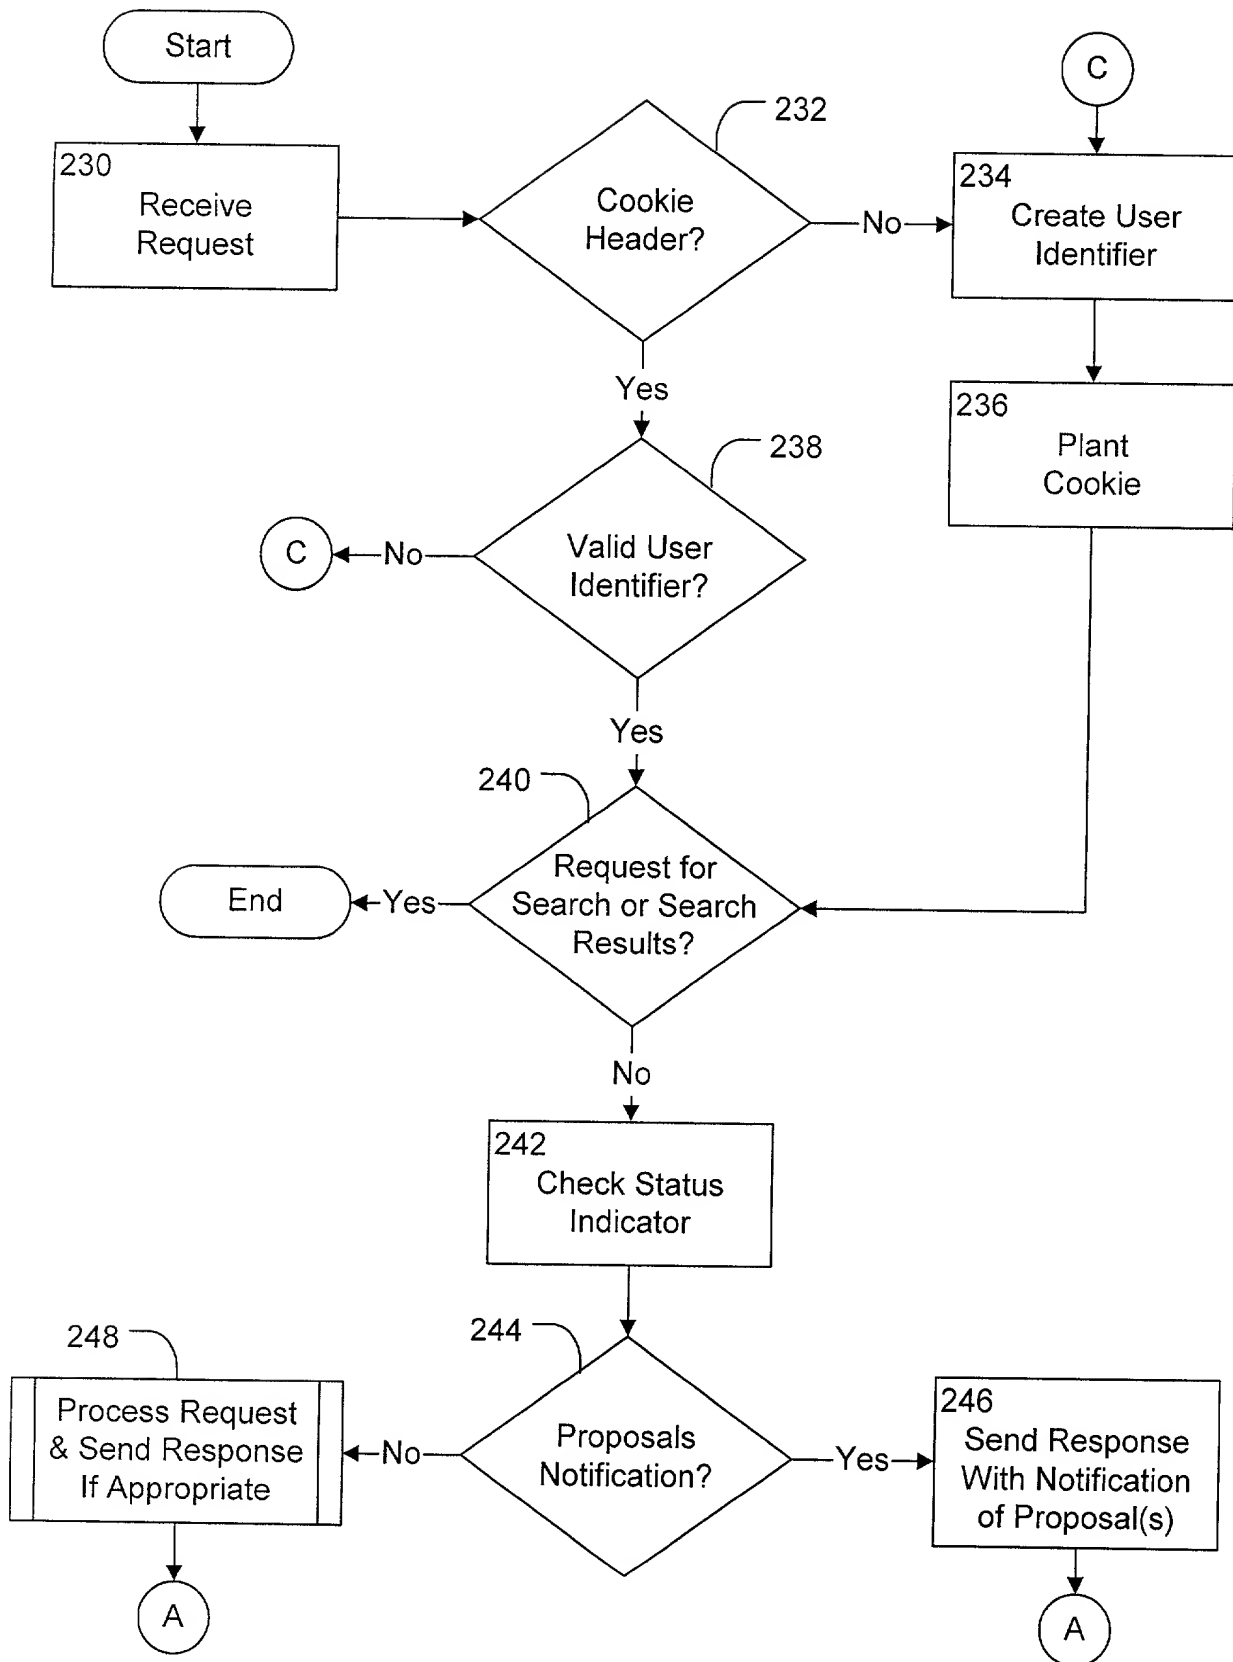 Start
C
232
230
Receive
Request
Cookie
Header?
No
234
Create User
Identifier
Yes
236
Plant
Cookie
238
Valid User
Identifier?
No
C
Yes
240
Request for
Search or Search
Results?
Yes
End
No
242
Check Status
Indicator
248
244
Process Request
& Send Response
If Appropriate
No
Proposals
Notification?
Yes
246
Send Response
With Notification
of Proposal(s)
A
A